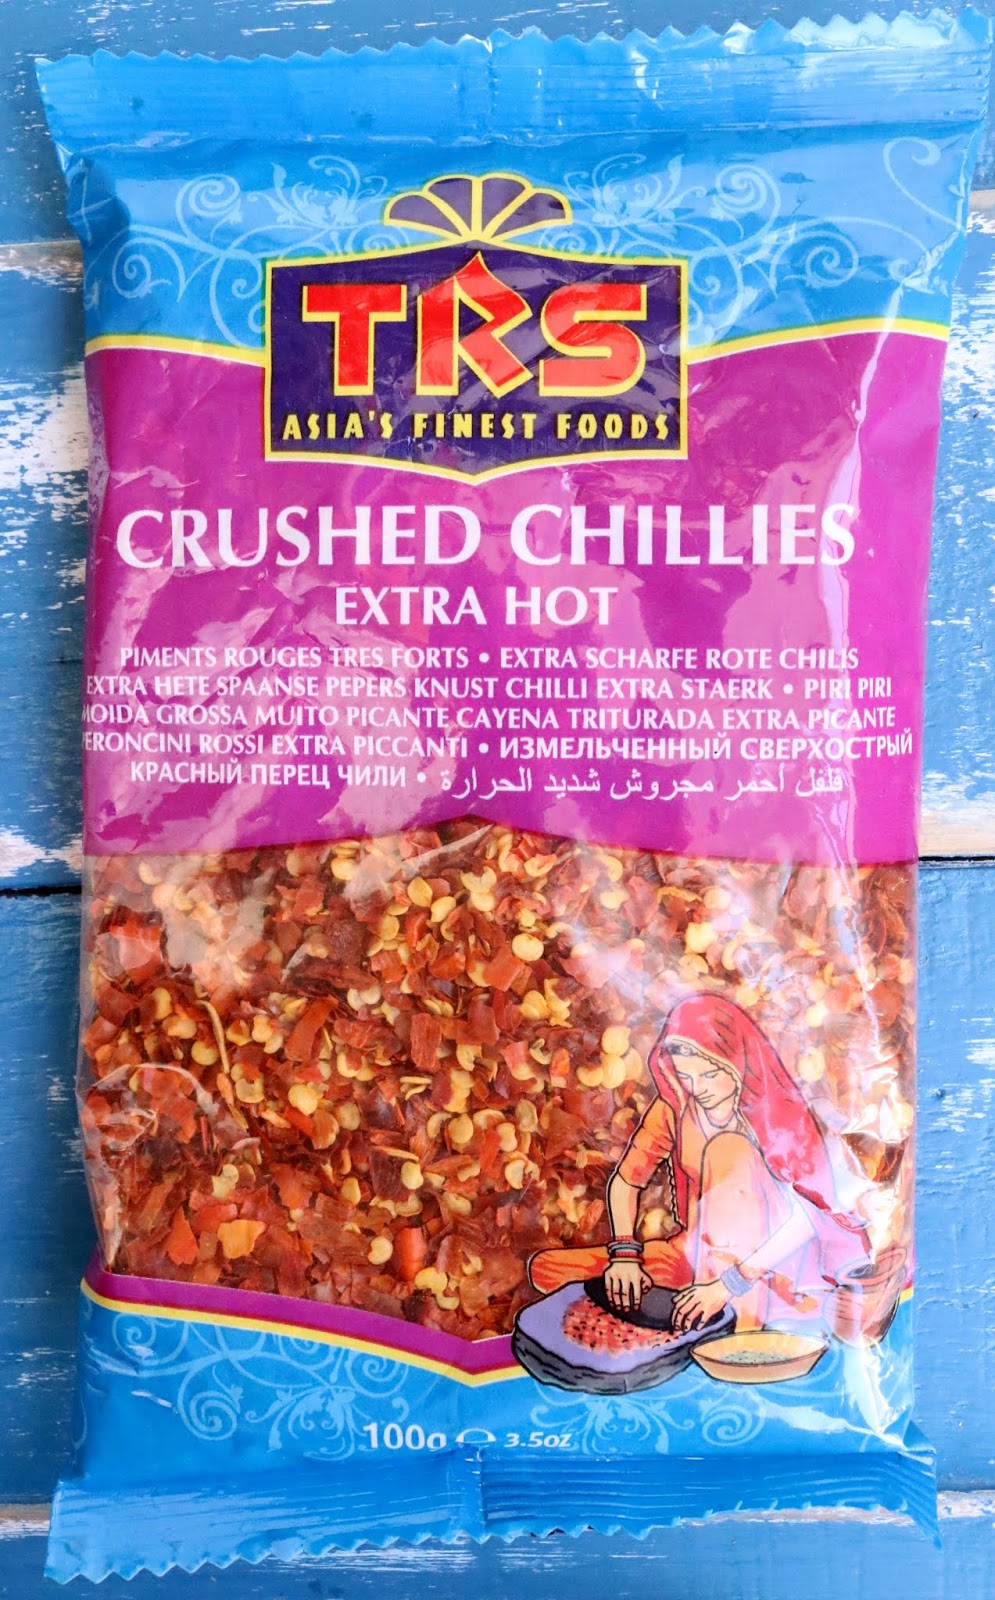 TRS
ASIA'S FINEST FOODS
CRUSHED CHILLIES
EXTRA HOT
PIMENTS ROUGES TRES FORTS • EXTRA SCHARFE ROTE CHILIS
EXTRA HETE SPAANSE PEPERS KNUST CHILLI EXTRA STAERK • PIRI PIRI
MOIDA GROSSA MUITO PICANTE CAYENA TRITURADA EXTRA PICANTE
PERONCINI ROSSI EXTRA PICCANTI • ИЗМЕЛЬЧЕННЫЙ СВЕРХОСТРЫЙ
КРАСНЫЙ ПЕРЕЦ ЧИЛИ • فلفل أحمر مجروش شديد الحرارة
100g ℮ 3.5oz